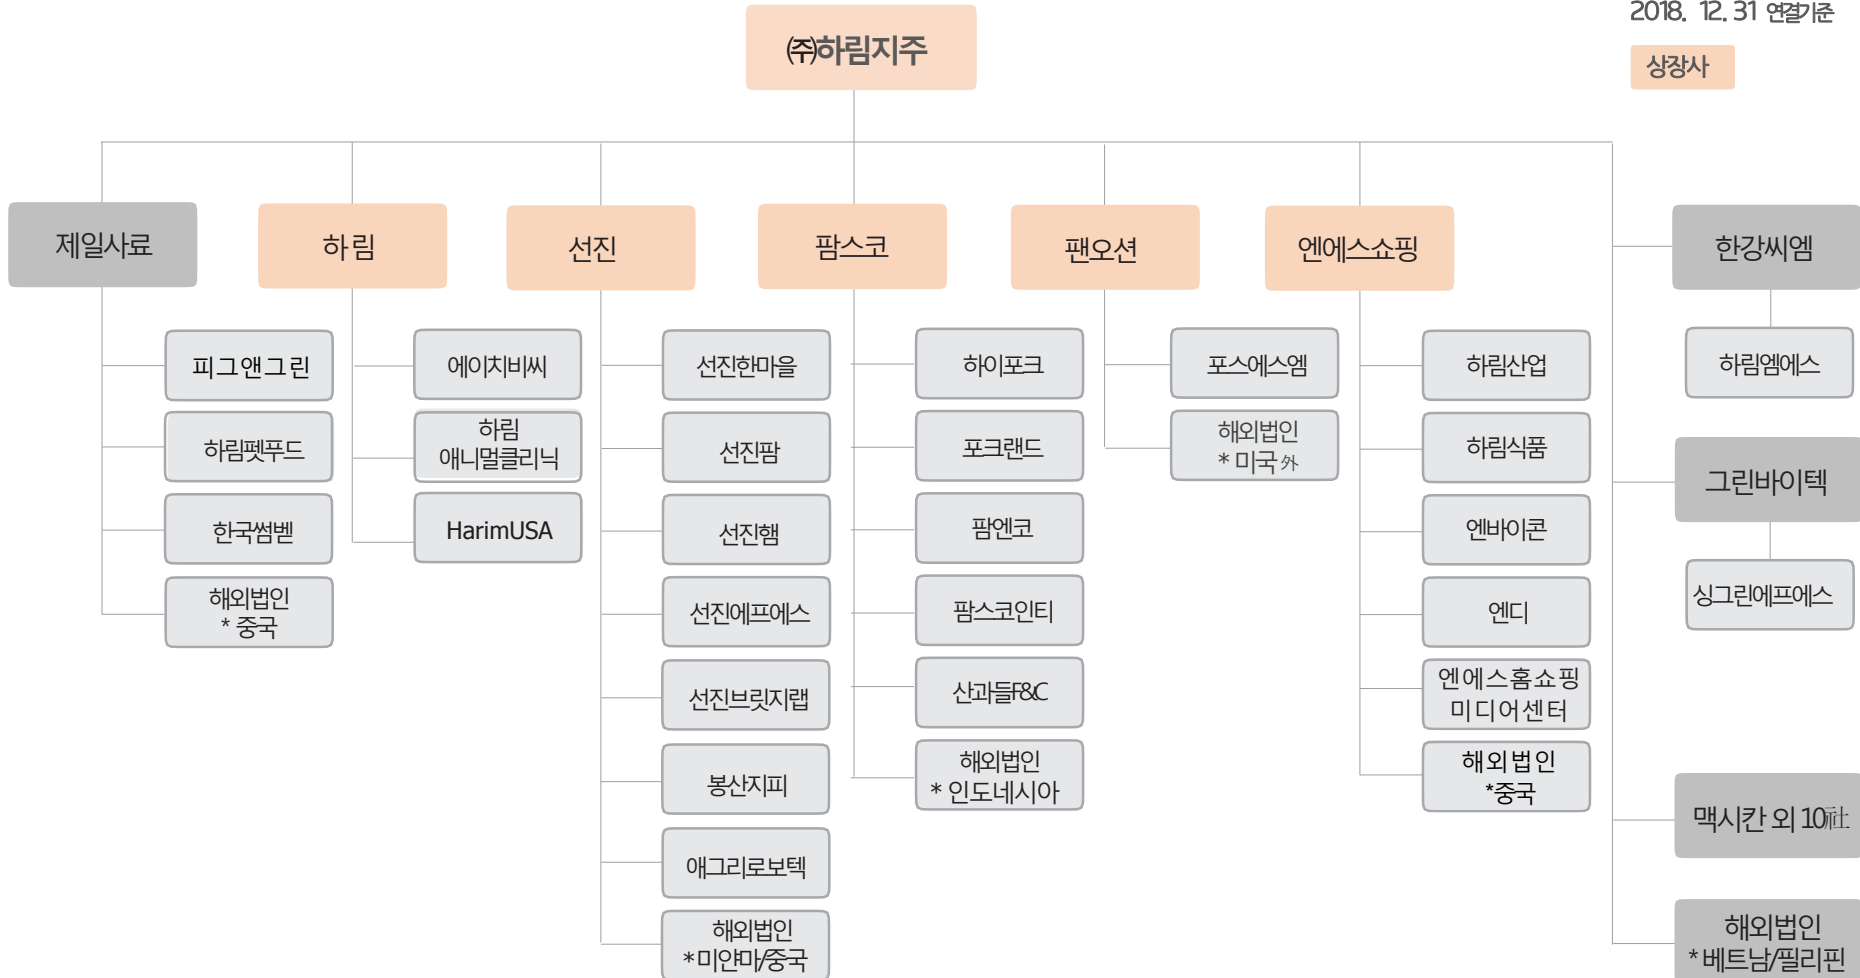 2018. 12. 31 연결기준
상장사
㈜하림지주
제일사료
하림
선진
팜스코
팬오션
엔에스쇼핑
한강씨엠
피그앤그린
하림펫푸드
한국썸벧
해외법인
* 중국
에이치비씨
하림
애니멀클리닉
HarimUSA
선진한마을
선진팜
선진햄
선진에프에스
선진브릿지랩
봉산지피
애그리로보텍
해외법인
*미얀마/중국
하이포크
포크랜드
팜엔코
팜스코인티
산과들F&C
해외법인
* 인도네시아
포스에스엠
해외법인
* 미국 外
하림산업
하림식품
엔바이콘
엔디
엔에스홈쇼핑
미디어센터
해외법인
*중국
하림엠에스
그린바이텍
싱그린에프에스
맥시칸 외 10社
해외법인
*베트남/필리핀